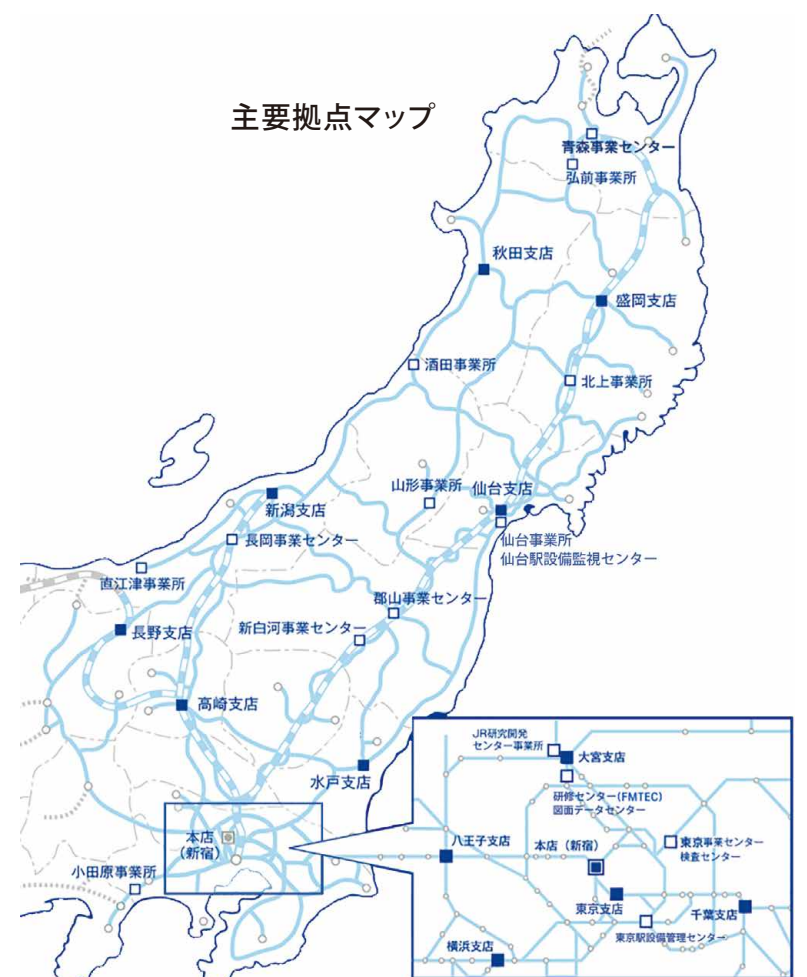 主要拠点マップ
青森事業センター
弘前事業所
秋田支店
盛岡支店
酒田事業所
北上事業所
山形事業所
仙台支店
新潟支店
長岡事業センター
仙台事業所
仙台駅設備監視センター
直江津事業所
郡山事業センター
長野支店
新白河事業センター
高崎支店
水戸支店
本店
(新宿)
小田原事業所
JR研究開発
センター事業所
大宮支店
研修センター(FMTEC)
図面データセンター
八王子支店
本店(新宿)
東京事業センター
検査センター
東京支店
千葉支店
東京駅設備管理センター
横浜支店